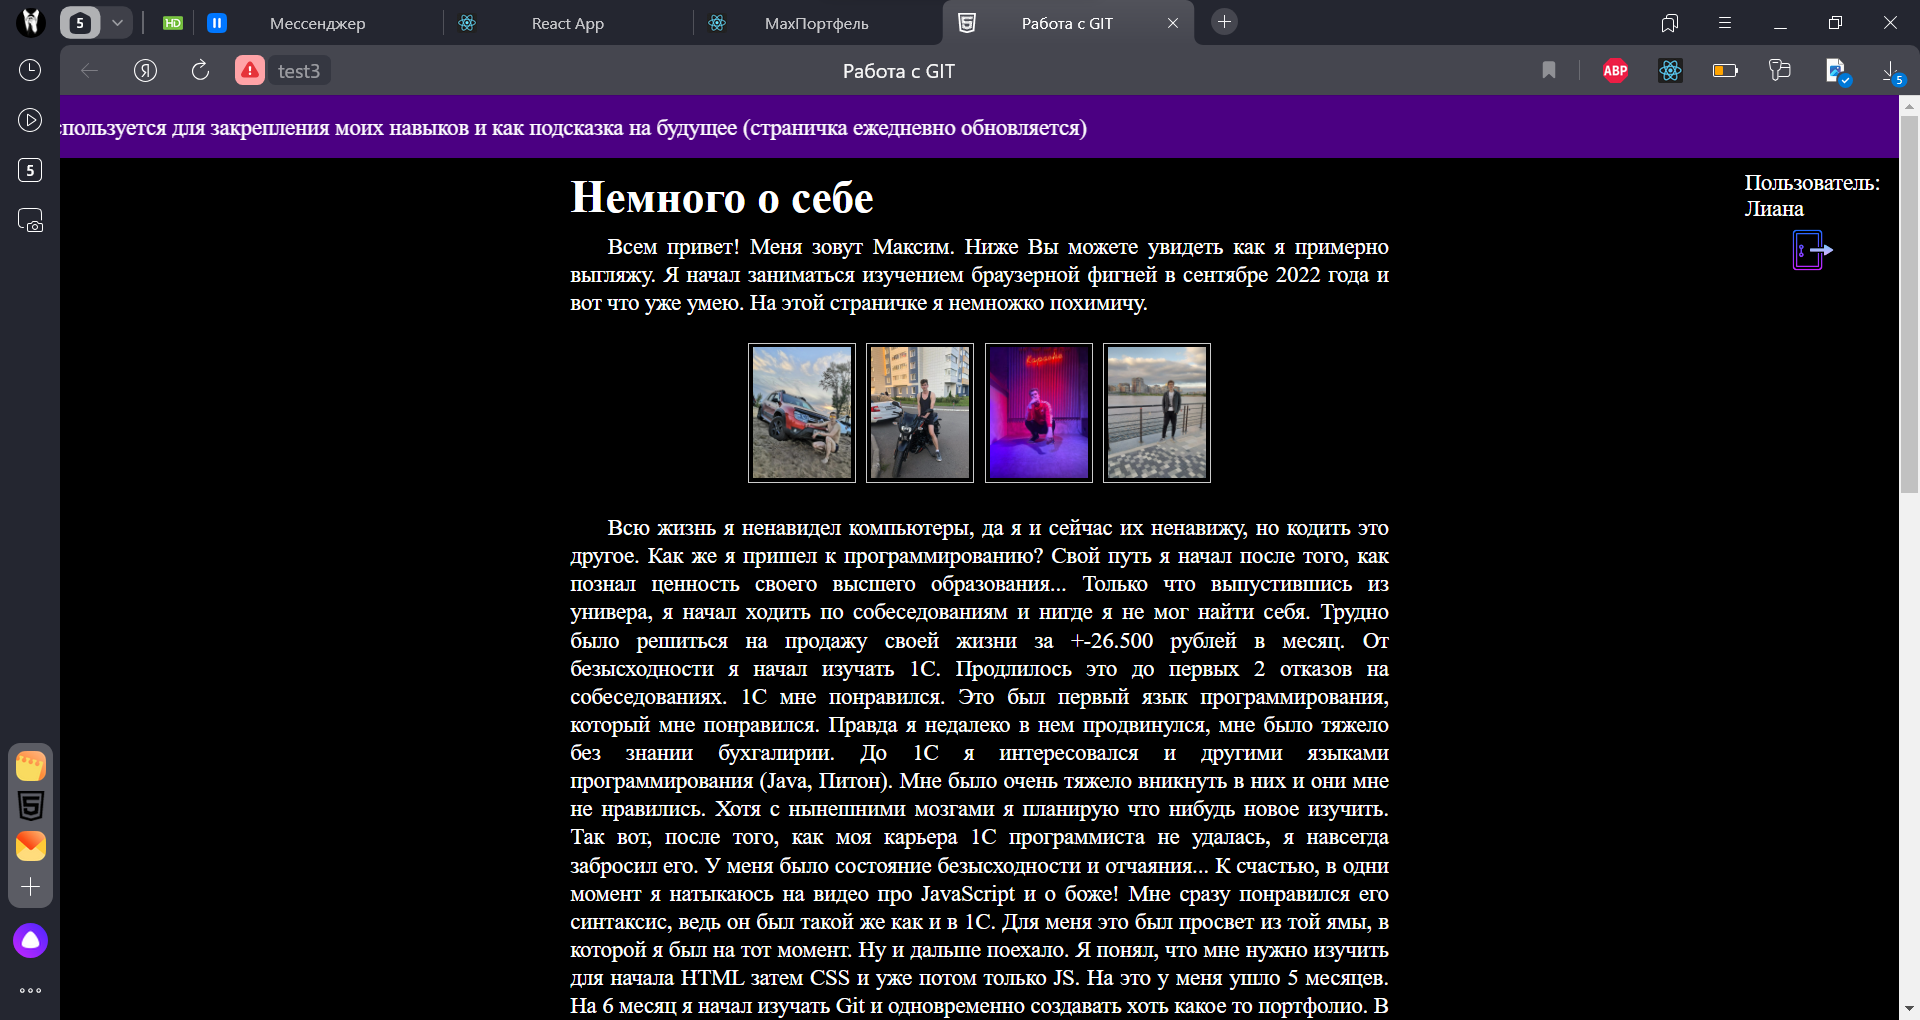 5
HD
Мессенджер
React App
МахПортфель
Работа с GIT
Я
test3
Работа с GIT
ABP
5
5
спользуется для закрепления моих навыков и как подсказка на будущее (страничка ежедневно обновляется)
Немного о себе
Пользователь:
Лиана
Всем привет! Меня зовут Максим. Ниже Вы можете увидеть как я примерно
выгляжу. Я начал заниматься изучением браузерной фигней в сентябре 2022 года и
вот что уже умею. На этой страничке я немножко похимичу.
Караоке
Всю жизнь я ненавидел компьютеры, да я и сейчас их ненавижу, но кодить это
другое. Как же я пришел к программированию? Свой путь я начал после того, как
познал ценность своего высшего образования... Только что выпустившись из
универа, я начал ходить по собеседованиям и нигде я не мог найти себя. Трудно
было решиться на продажу своей жизни за +-26.500 рублей в месяц. От
безысходности я начал изучать 1С. Продлилось это до первых 2 отказов на
собеседованиях. 1С мне понравился. Это был первый язык программирования,
который мне понравился. Правда я недалеко в нем продвинулся, мне было тяжело
без знании бухгалирии. До 1С я интересовался и другими языками
программирования (Java, Питон). Мне было очень тяжело вникнуть в них и они мне
не нравились. Хотя с нынешними мозгами я планирую что нибудь новое изучить.
Так вот, после того, как моя карьера 1С программиста не удалась, я навсегда
забросил его. У меня было состояние безысходности и отчаяния... К счастью, в одни
момент я натыкаюсь на видео про JavaScript и о боже! Мне сразу понравился его
синтаксис, ведь он был такой же как и в 1С. Для меня это был просвет из той ямы, в
которой я был на тот момент. Ну и дальше поехало. Я понял, что мне нужно изучить
для начала HTML затем CSS и уже потом только JS. На это у меня ушло 5 месяцев.
На 6 месяц я начал изучать Git и одновременно создавать хоть какое то портфолио. В